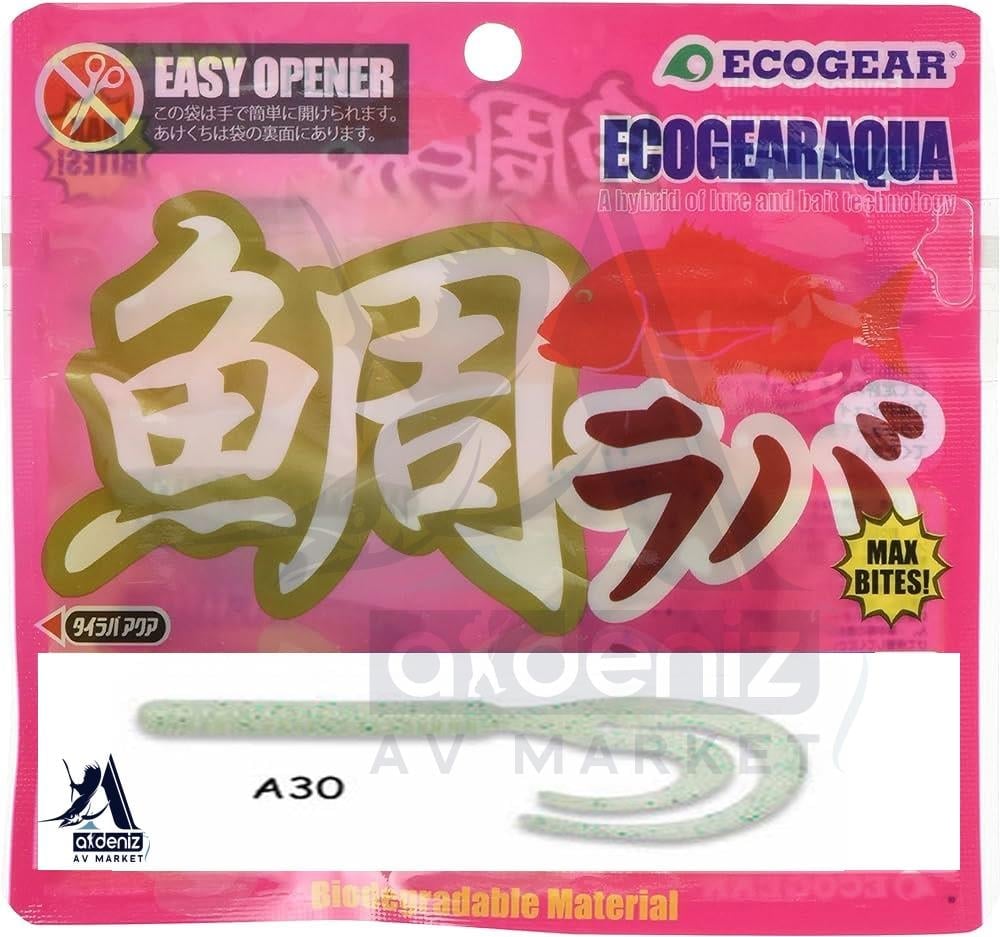 EASY OPENER
この袋は手で簡単に開けられます。
あけくちは袋の裏面にあります。
ECOGEAR®
ECOGEARAQUA
A hybrid of lure and bait technology
BITES!
鯛ラバ
MAX
BITES!
タイラバアクア
akdeniz
AV MARKET
A30
akdeniz
AV MARKET
Biodegradable Material